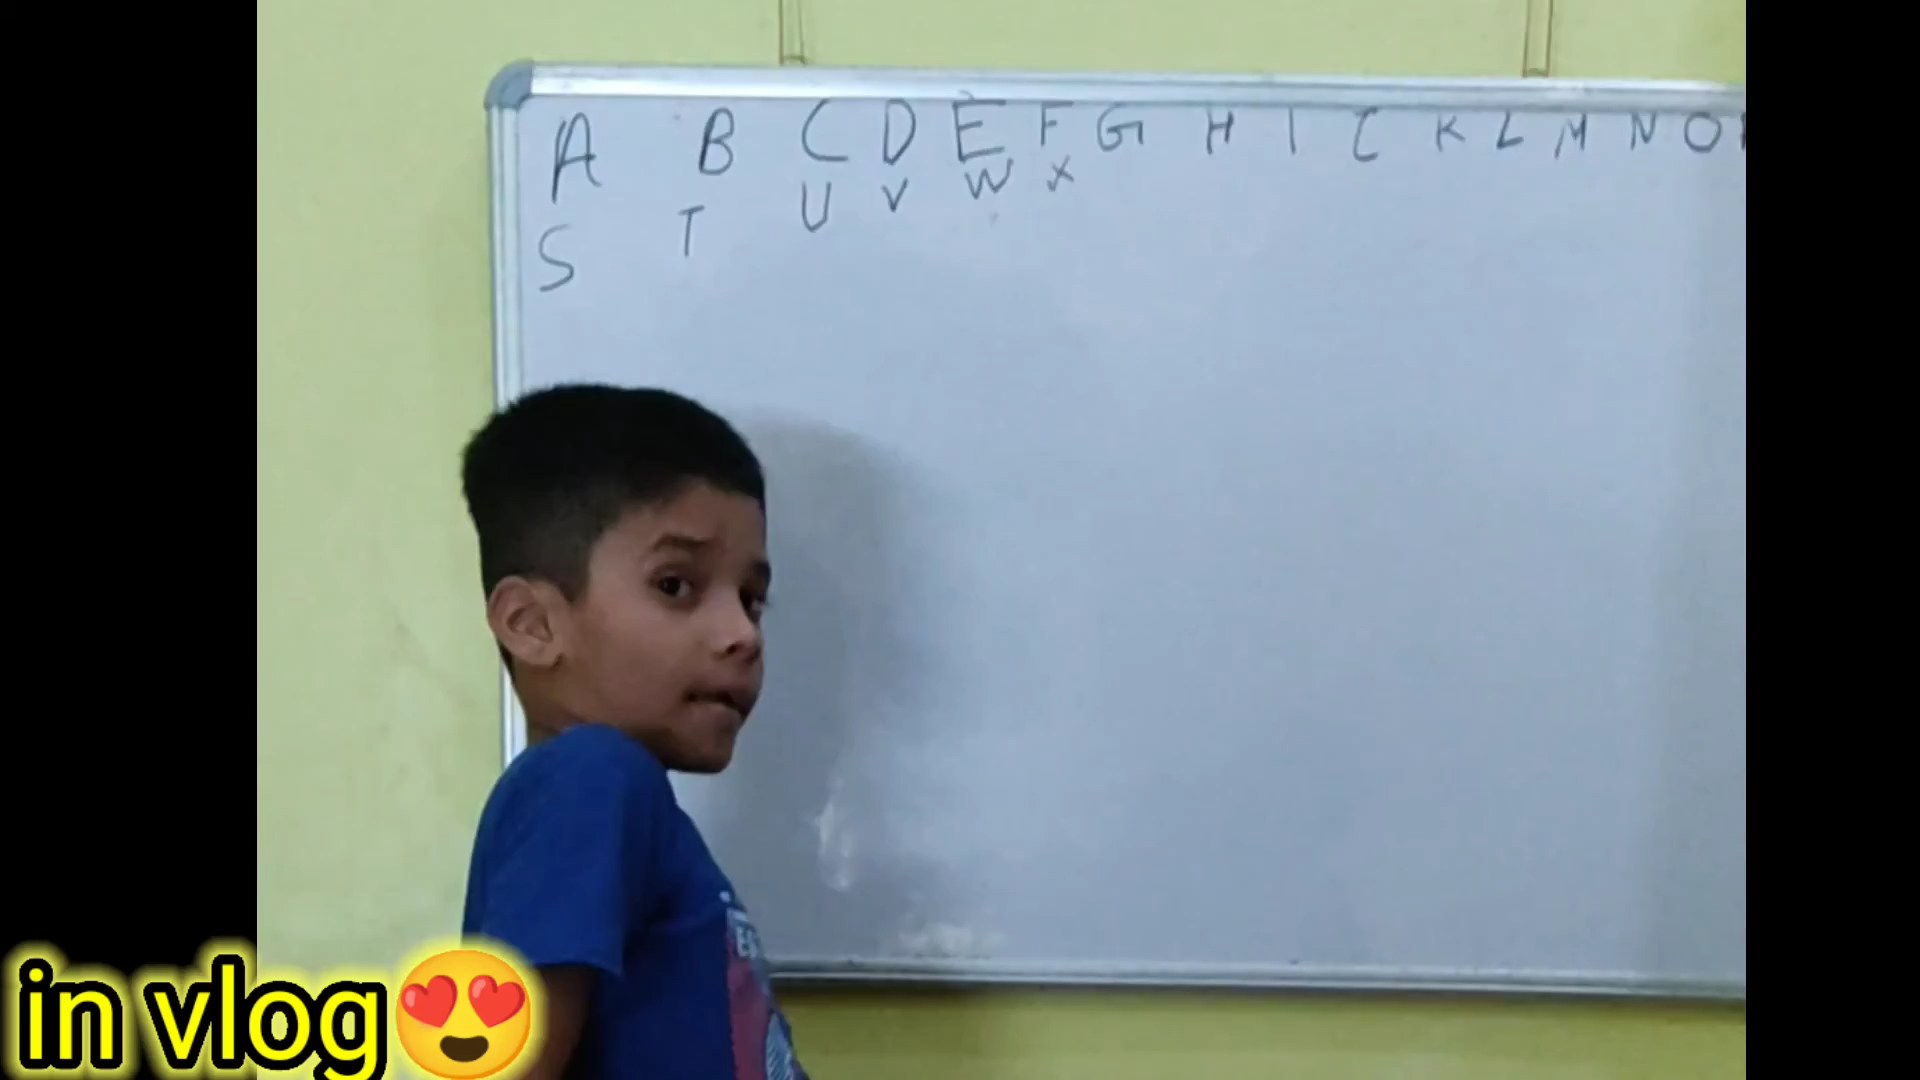 A B C D E F G H I C K L M N O
S T U V W X
in vlog😍